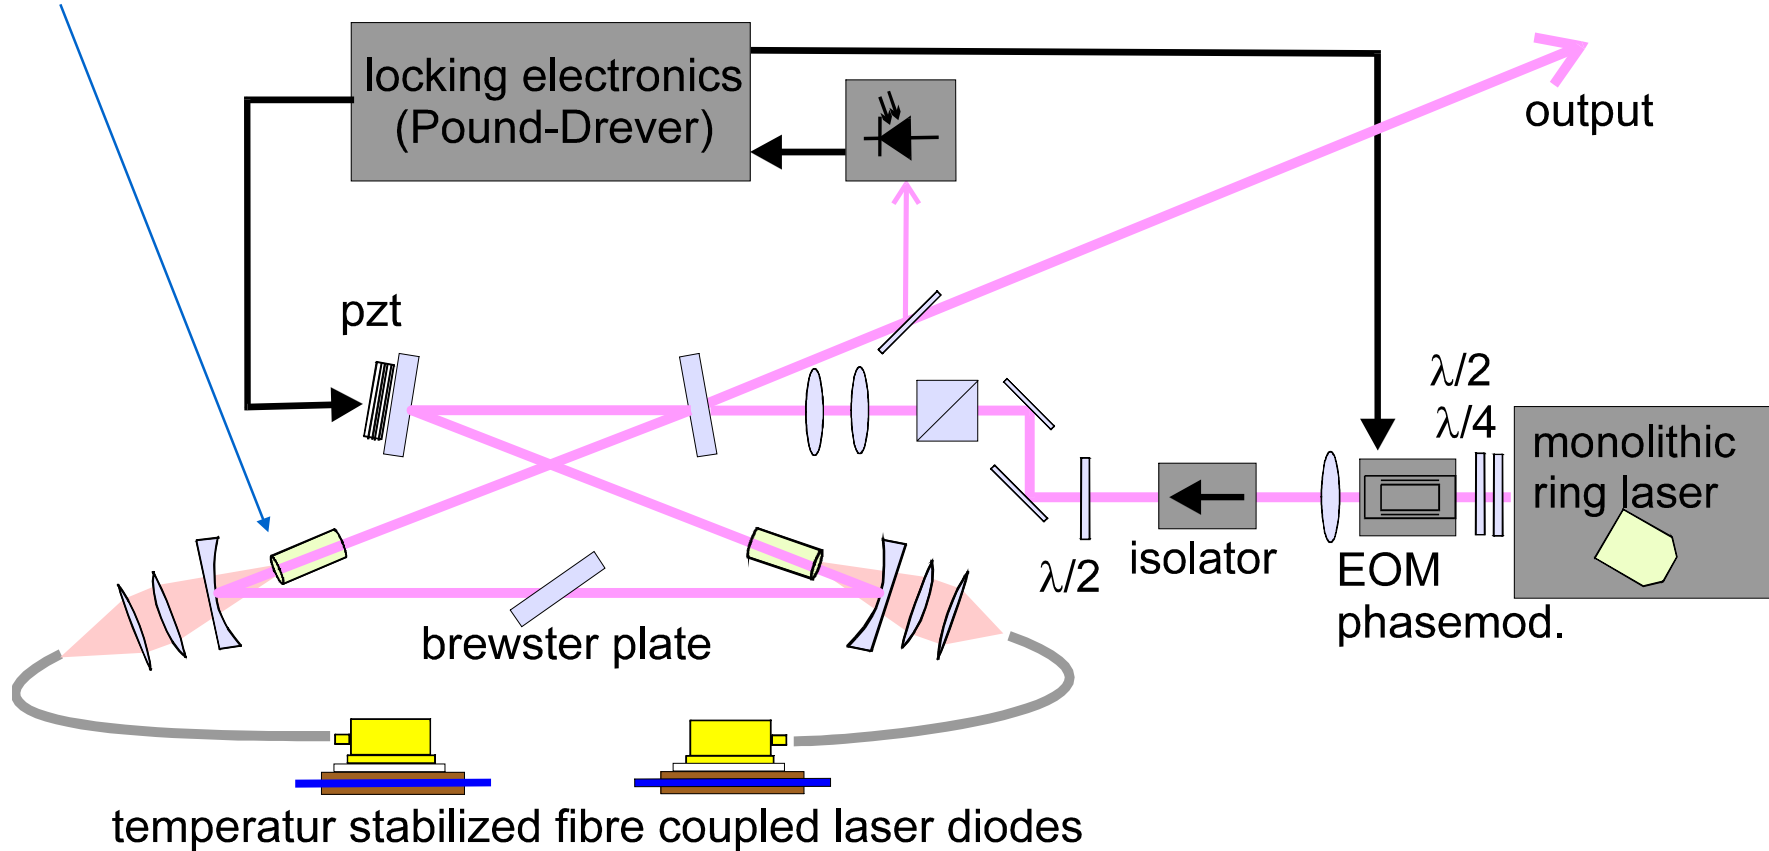 locking electronics
(Pound-Drever)
output
pzt
λ/2
λ/4
monolithic
ring laser
isolator
λ/2
EOM
phasemod.
brewster plate
temperatur stabilized fibre coupled laser diodes